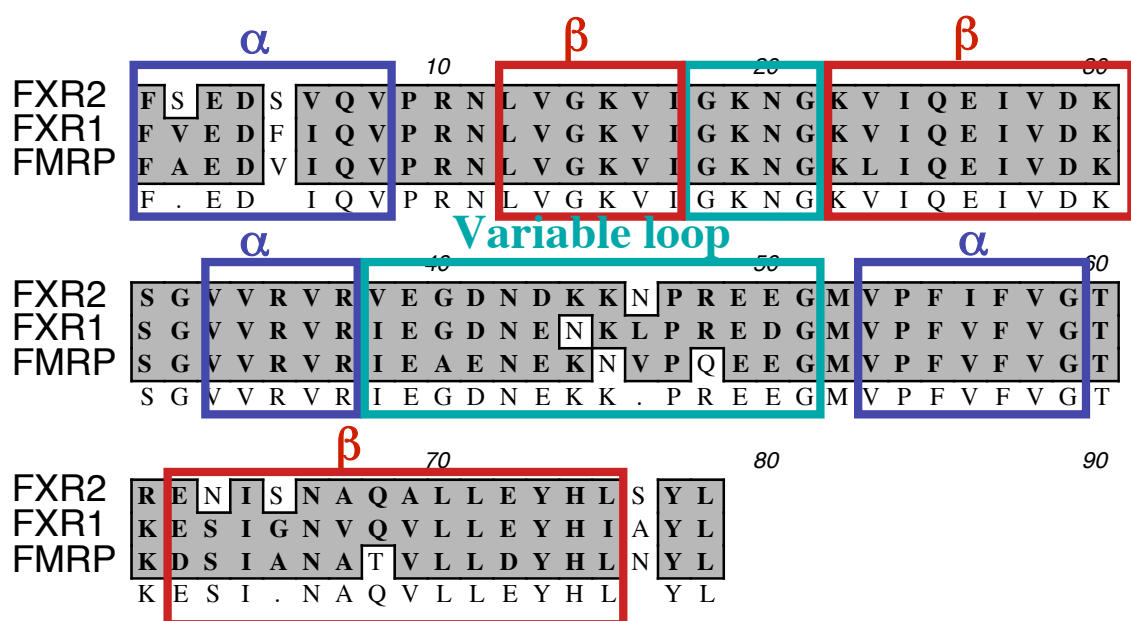 α β β
10 20 30
FXR2 F S E D S V Q V P R N L V G K V I G K N G K V I Q E I V D K
FXR1 F V E D F I Q V P R N L V G K V I G K N G K V I Q E I V D K
FMRP F A E D V I Q V P R N L V G K V I G K N G K L I Q E I V D K
F . E D I Q V P R N L V G K V I G K N G K V I Q E I V D K
α Variable loop α
40 50 60
FXR2 S G V V R V R V E G D N D K K N P R E E G M V P F I F V G T
FXR1 S G V V R V R I E G D N E N K L P R E D G M V P F V F V G T
FMRP S G V V R V R I E A E N E K N V P Q E E G M V P F V F V G T
S G V V R V R I E G D N E K K . P R E E G M V P F V F V G T
β
70 80 90
FXR2 R E N I S N A Q A L L E Y H L S Y L
FXR1 K E S I G N V Q V L L E Y H I A Y L
FMRP K D S I A N A T V L L D Y H L N Y L
K E S I . N A Q V L L E Y H L Y L